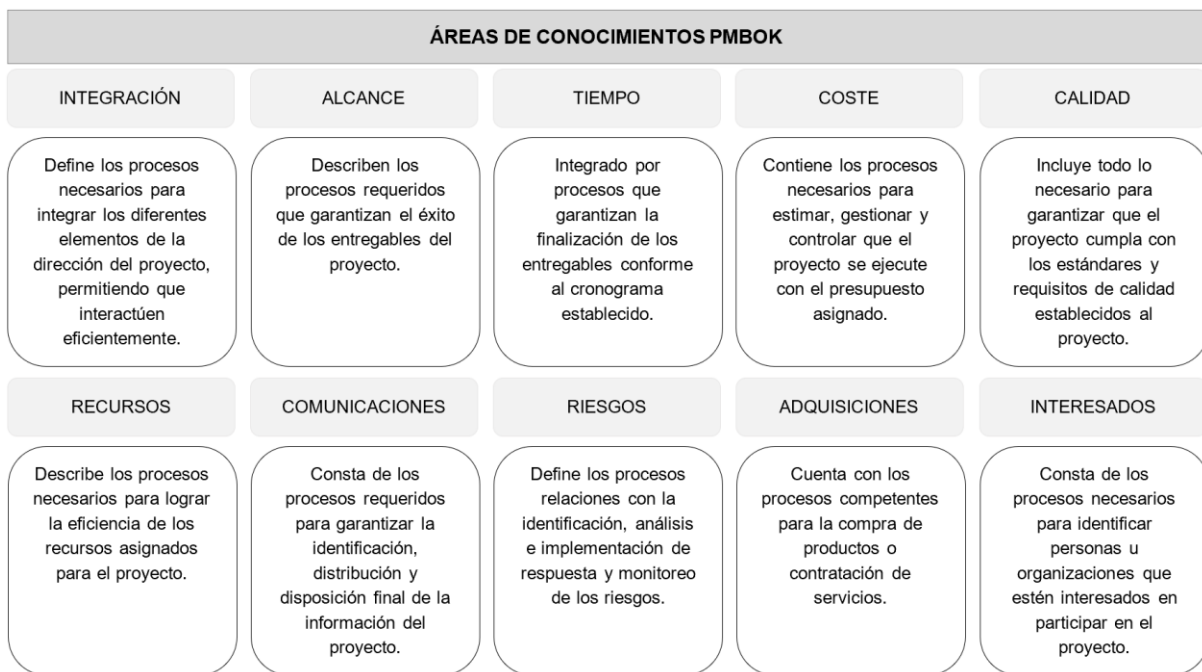 ÁREAS DE CONOCIMIENTOS PMBOK
INTEGRACIÓN
Define los procesos
necesarios para
integrar los diferentes
elementos de la
dirección del proyecto,
permitiendo que
interactúen
eficientemente.
ALCANCE
Describen los
procesos requeridos
que garantizan el éxito
de los entregables del
proyecto.
TIEMPO
Integrado por
procesos que
garantizan la
finalización de los
entregables conforme
al cronograma
establecido.
COSTE
Contiene los procesos
necesarios para
estimar, gestionar y
controlar que el
proyecto se ejecute
con el presupuesto
asignado.
CALIDAD
Incluye todo lo
necesario para
garantizar que el
proyecto cumpla con
los estándares y
requisitos de calidad
establecidos al
proyecto.
RECURSOS
Describe los procesos
necesarios para lograr
la eficiencia de los
recursos asignados
para el proyecto.
COMUNICACIONES
Consta de los
procesos requeridos
para garantizar la
identificación,
distribución y
disposición final de la
información del
proyecto.
RIESGOS
Define los procesos
relaciones con la
identificación, análisis
e implementación de
respuesta y monitoreo
de los riesgos.
ADQUISICIONES
Cuenta con los
procesos competentes
para la compra de
productos o
contratación de
servicios.
INTERESADOS
Consta de los
procesos necesarios
para identificar
personas u
organizaciones que
estén interesados en
participar en el
proyecto.